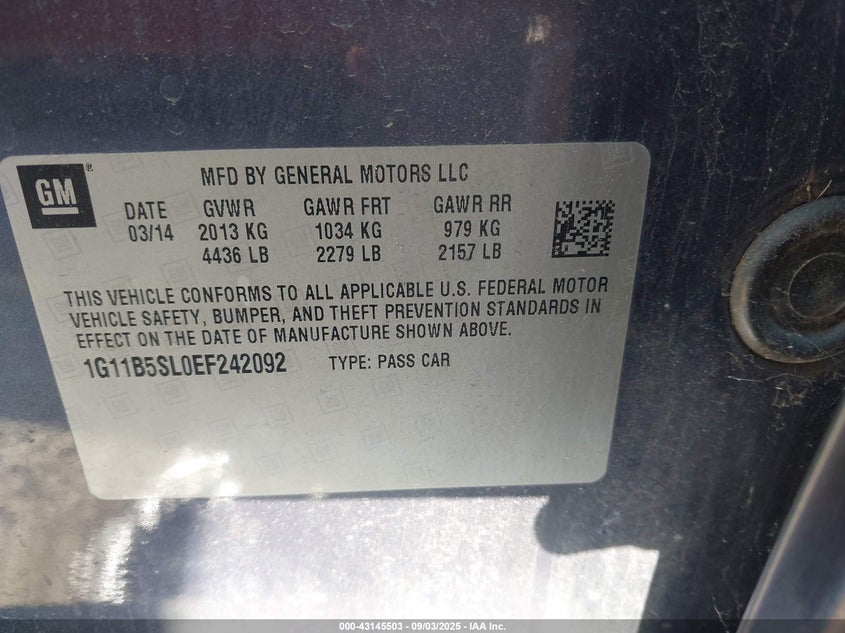 GM
MFD BY GENERAL MOTORS LLC
DATE GVWR GAWR FRT GAWR RR
03/14 2013 KG 1034 KG 979 KG
4436 LB 2279 LB 2157 LB
THIS VEHICLE CONFORMS TO ALL APPLICABLE U.S. FEDERAL MOTOR
VEHICLE SAFETY, BUMPER, AND THEFT PREVENTION STANDARDS IN
EFFECT ON THE DATE OF MANUFACTURE SHOWN ABOVE.
1G11B5SL0EF242092 TYPE: PASS CAR
000-43145503 - 09/03/2025 - IAA Inc.